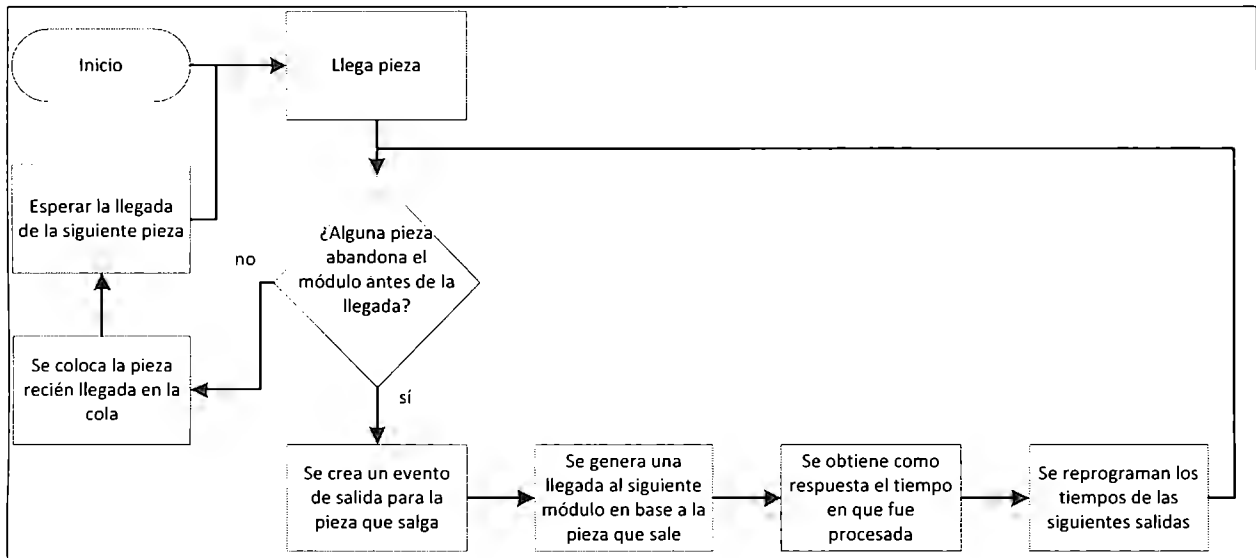 Inicio
Llega pieza
Esperar la llegada
de la siguiente pieza
¿Alguna pieza
abandona el
módulo antes de la
llegada?
no
Se coloca la pieza
recién llegada en la
cola
sí
Se crea un evento
de salida para la
pieza que salga
Se genera una
llegada al siguiente
módulo en base a la
pieza que sale
Se obtiene como
respuesta el tiempo
en que fue
procesada
Se reprograman los
tiempos de las
siguientes salidas